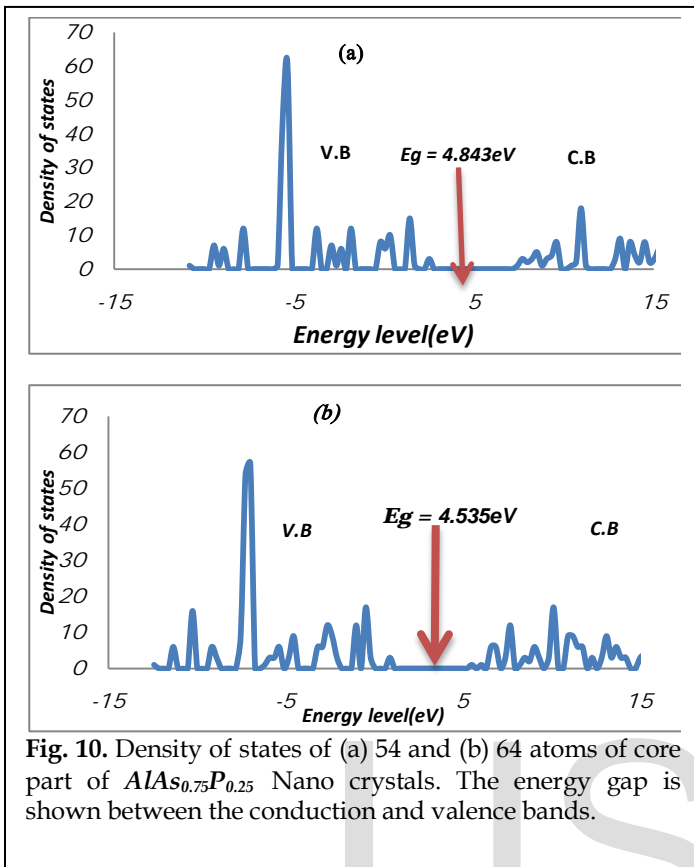 (a)
70
60
50
40
30
20
10
0
Density of states
V.B
Eg = 4.843eV
C.B
-15
-5
5
15
Energy level(eV)
(b)
70
60
50
40
30
20
10
0
Density of states
V.B
Eg = 4.535eV
C.B
-15
-5
5
15
Energy level(eV)
Fig. 10. Density of states of (a) 54 and (b) 64 atoms of core
part of AlAs0.75P0.25 Nano crystals. The energy gap is
shown between the conduction and valence bands.